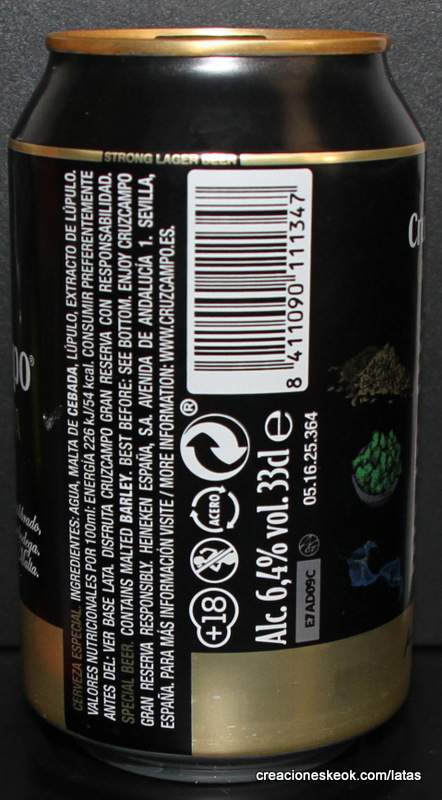 STRONG LAGER BEER
CERVEZA ESPECIAL. INGREDIENTES: AGUA, MALTA DE CEBADA, LÚPULO, EXTRACTO DE LÚPULO.
VALORES NUTRICIONALES POR 100ml: ENERGÍA 226 kJ/54 kcal. CONSUMIR PREFERENTEMENTE
ANTES DEL: VER BASE LATA. DISFRUTA CRUZCAMPO GRAN RESERVA CON RESPONSABILIDAD.
SPECIAL BEER. CONTAINS MALTED BARLEY. BEST BEFORE: SEE BOTTOM. ENJOY CRUZCAMPO
GRAN RESERVA RESPONSIBLY. HEINEKEN ESPAÑA, S.A. AVENIDA DE ANDALUCÍA 1. SEVILLA,
ESPAÑA. PARA MÁS INFORMACIÓN VISITE / MORE INFORMATION: WWW.CRUZCAMPO.ES.
8 411090 111347
®
ACERO
+18
Alc. 6,4% vol. 33cl e
05.16.25.364
E7AD09C
po®
Malta.
Cr
creacioneskeok.com/latas